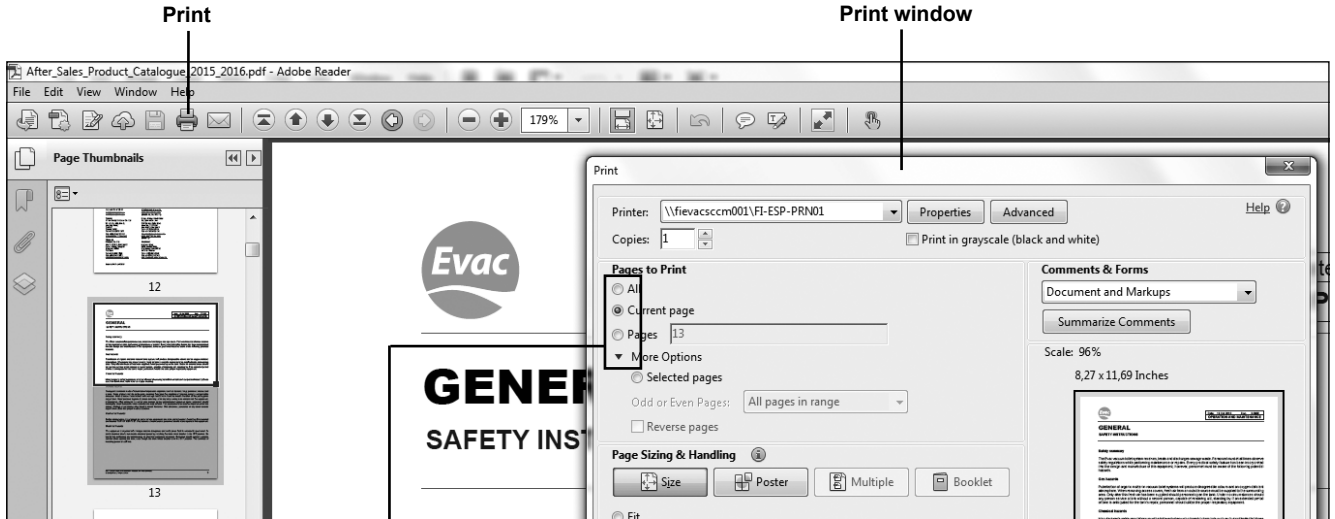 Print
Print window
After_Sales_Product_Catalogue_2015_2016.pdf - Adobe Reader
File Edit View Window Help
179%
Page Thumbnails
12
13
Evac
GENER
SAFETY INST
Print
Printer: \\fievacsccm001\FI-ESP-PRN01 Properties Advanced Help
Copies: 1 Print in grayscale (black and white)
Pages to Print
All
Current page
Pages 13
More Options
Selected pages
Odd or Even Pages: All pages in range
Reverse pages
Page Sizing & Handling
Size Poster Multiple Booklet
Fit
Comments & Forms
Document and Markups
Summarize Comments
Scale: 96%
8,27 x 11,69 Inches
GENERAL
SAFETY INSTRUCTIONS